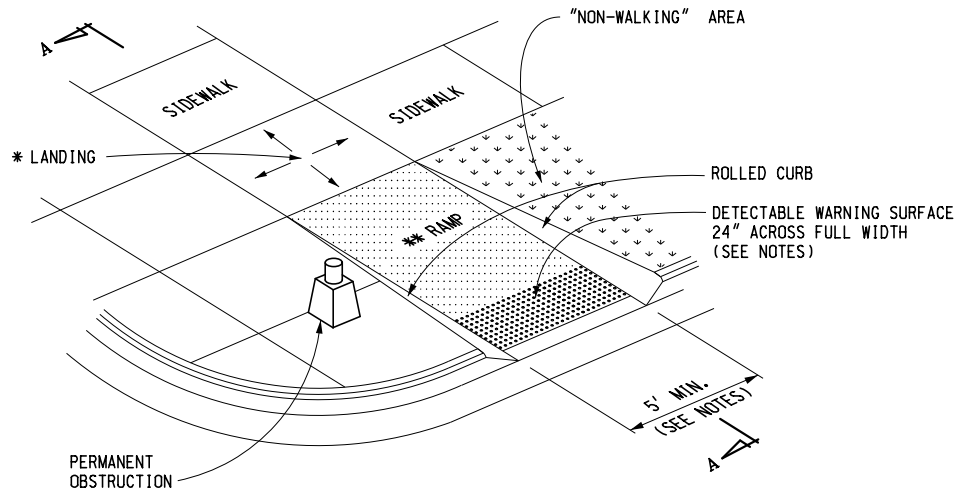 "NON-WALKING" AREA
A
SIDEWALK
SIDEWALK
* LANDING
ROLLED CURB
** RAMP
DETECTABLE WARNING SURFACE
24" ACROSS FULL WIDTH
(SEE NOTES)
5' MIN.
(SEE NOTES)
A
PERMANENT
OBSTRUCTION